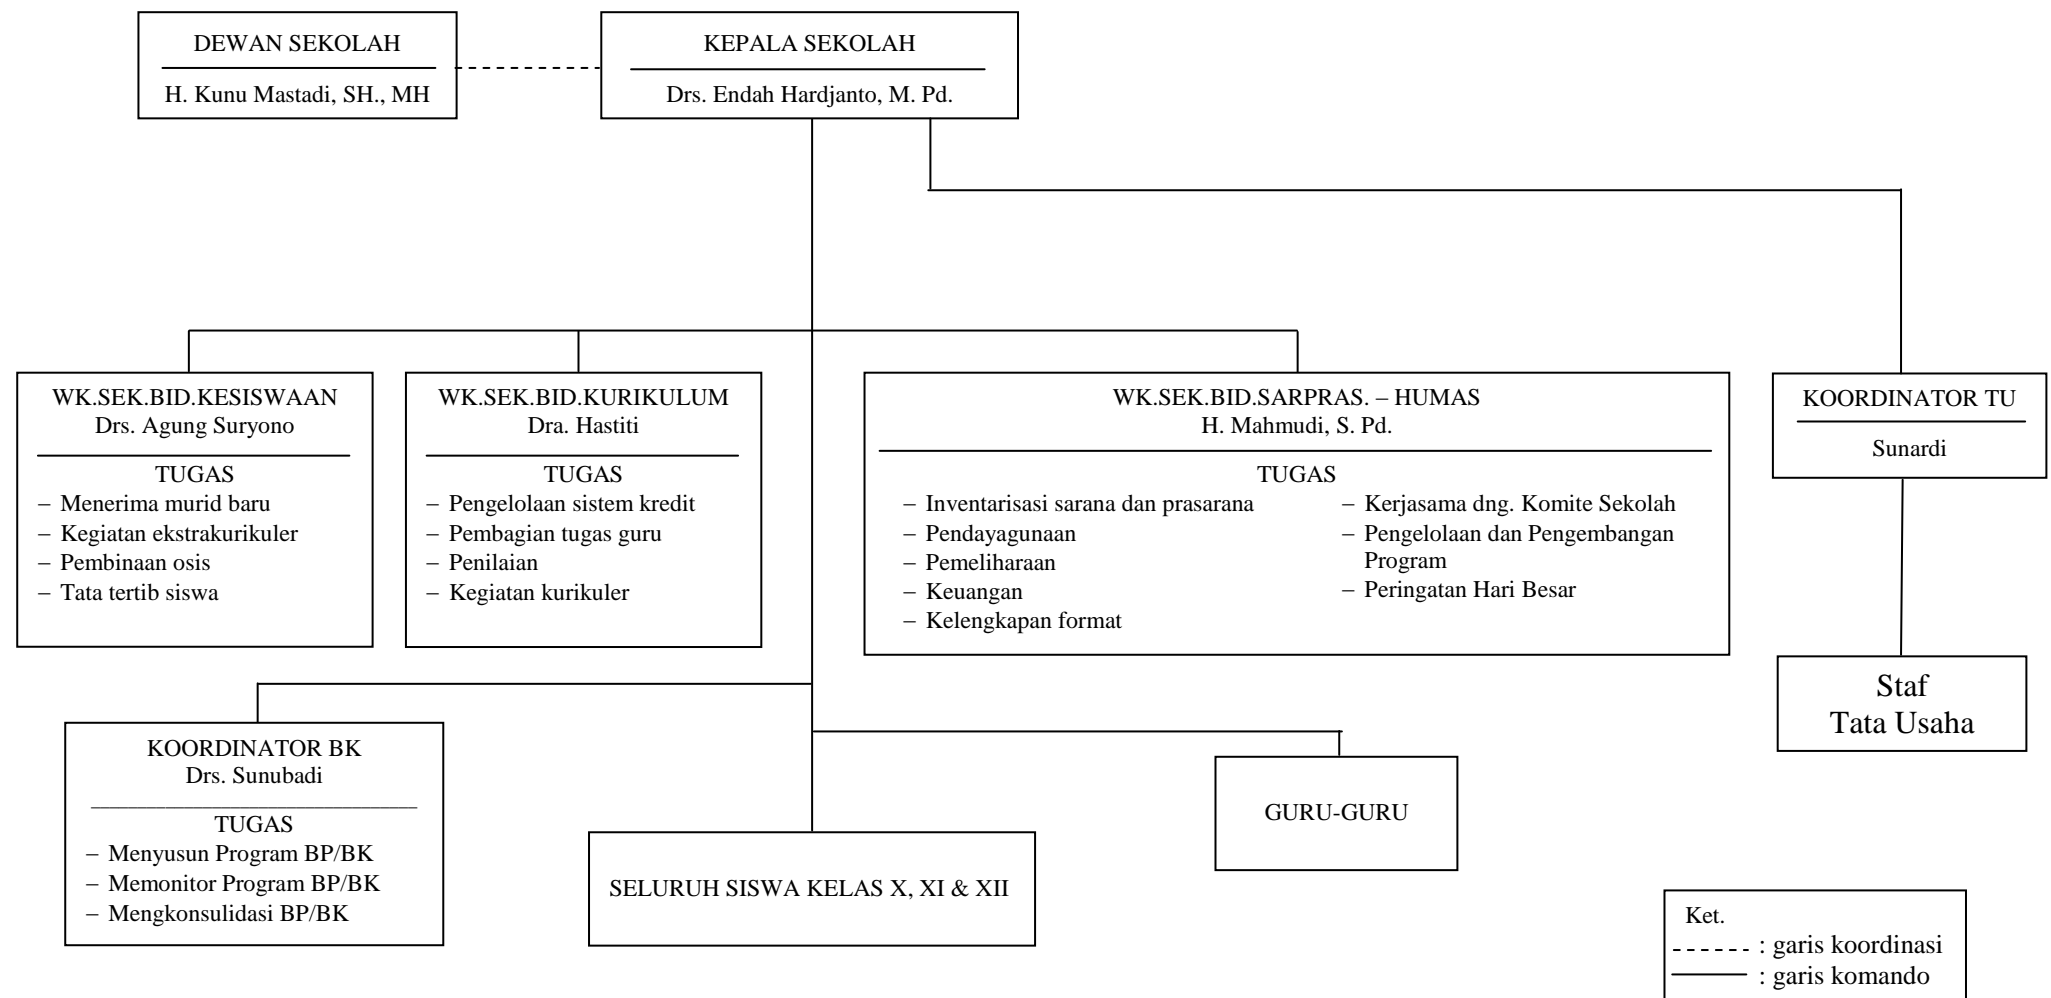 DEWAN SEKOLAH
H. Kunu Mastadi, SH., MH
KEPALA SEKOLAH
Drs. Endah Hardjanto, M. Pd.
WK.SEK.BID.KESISWAAN
Drs. Agung Suryono
TUGAS
– Menerima murid baru
– Kegiatan ekstrakurikuler
– Pembinaan osis
– Tata tertib siswa
WK.SEK.BID.KURIKULUM
Dra. Hastiti
TUGAS
– Pengelolaan sistem kredit
– Pembagian tugas guru
– Penilaian
– Kegiatan kurikuler
WK.SEK.BID.SARPRAS. – HUMAS
H. Mahmudi, S. Pd.
TUGAS
– Inventarisasi sarana dan prasarana
– Pendayagunaan
– Pemeliharaan
– Keuangan
– Kelengkapan format
– Kerjasama dng. Komite Sekolah
– Pengelolaan dan Pengembangan
Program
– Peringatan Hari Besar
KOORDINATOR TU
Sunardi
Staf
Tata Usaha
KOORDINATOR BK
Drs. Sunubadi
TUGAS
– Menyusun Program BP/BK
– Memonitor Program BP/BK
– Mengkonsulidasi BP/BK
SELURUH SISWA KELAS X, XI & XII
GURU-GURU
Ket.
: garis koordinasi
: garis komando